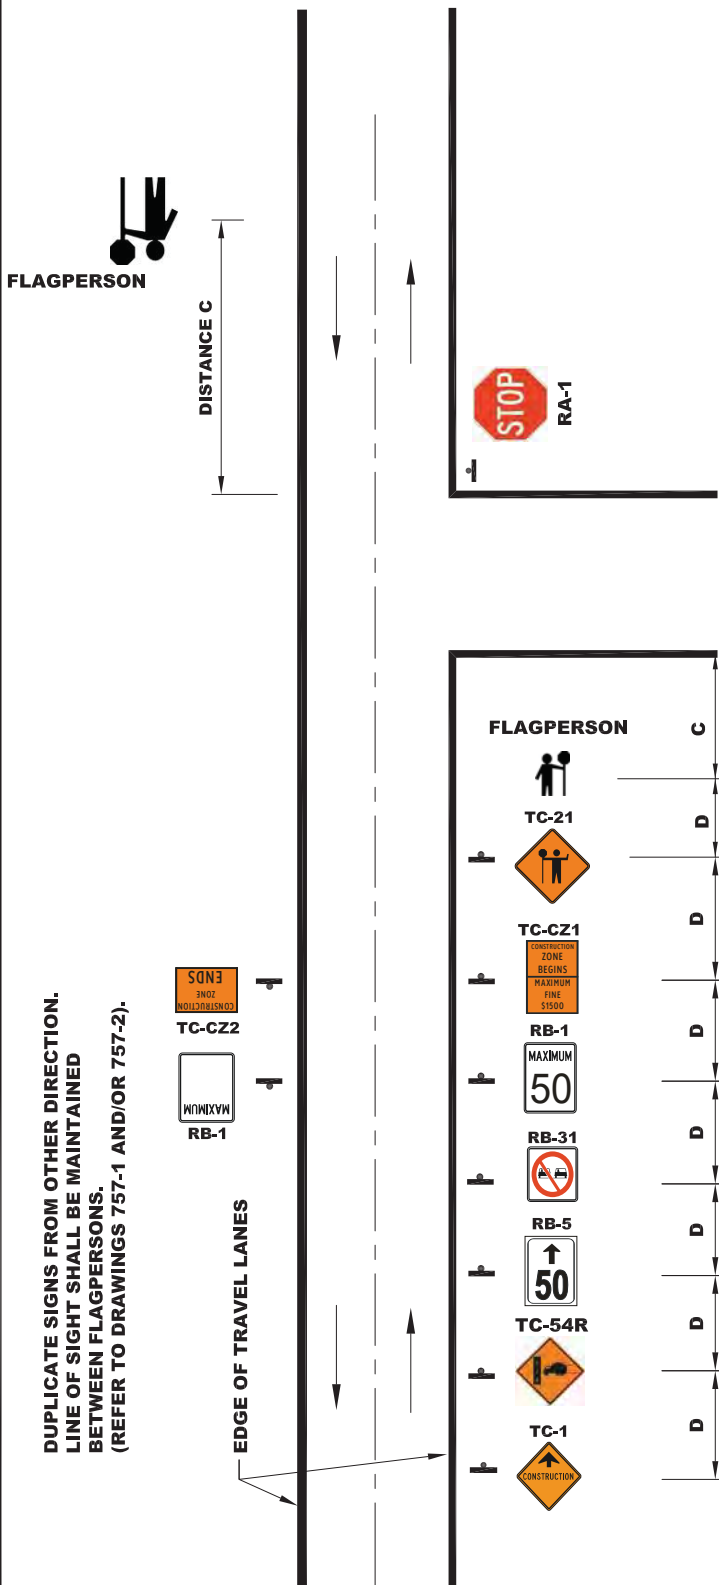 FLAGPERSON
DISTANCE C
STOP
RA-1
FLAGPERSON
C
D
TC-21
D
TC-CZ1
CONSTRUCTION
ZONE
BEGINS
MAXIMUM
FINE
$1500
D
RB-1
MAXIMUM
50
D
RB-31
D
RB-5
50
D
TC-54R
D
TC-1
CONSTRUCTION
CONSTRUCTION
ZONE
ENDS
TC-CZ2
MAXIMUM
RB-1
EDGE OF TRAVEL LANES
DUPLICATE SIGNS FROM OTHER DIRECTION.
LINE OF SIGHT SHALL BE MAINTAINED
BETWEEN FLAGPERSONS.
(REFER TO DRAWINGS 757-1 AND/OR 757-2).